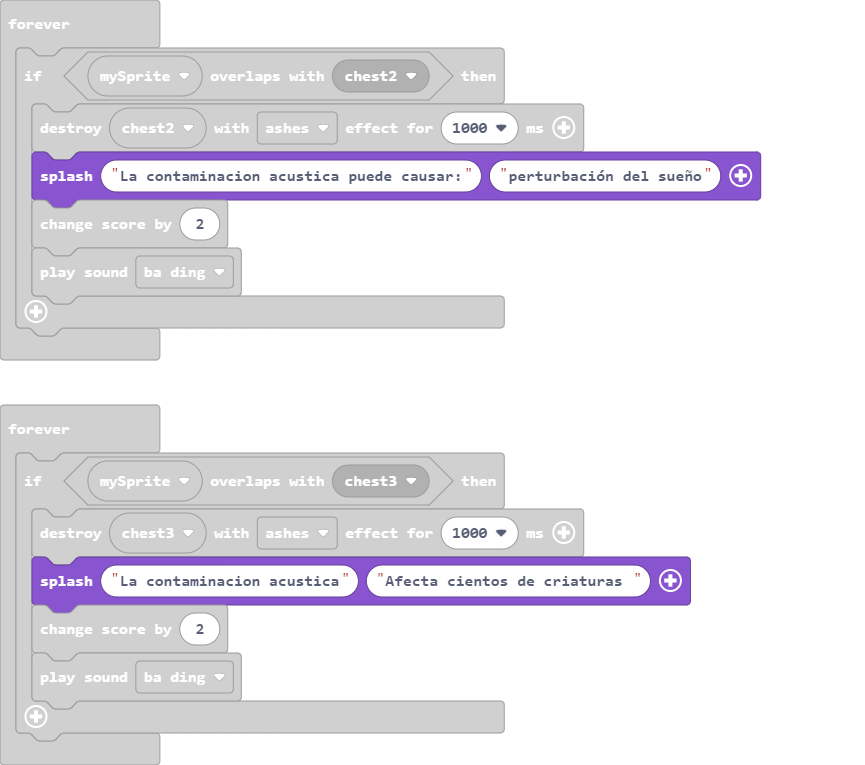 forever
if mySprite overlaps with chest2 then
destroy chest2 with ashes effect for 1000 ms
splash "La contaminacion acustica puede causar:" "perturbación del sueño"
change score by 2
play sound ba ding
forever
if mySprite overlaps with chest3 then
destroy chest3 with ashes effect for 1000 ms
splash "La contaminacion acustica" "Afecta cientos de criaturas "
change score by 2
play sound ba ding